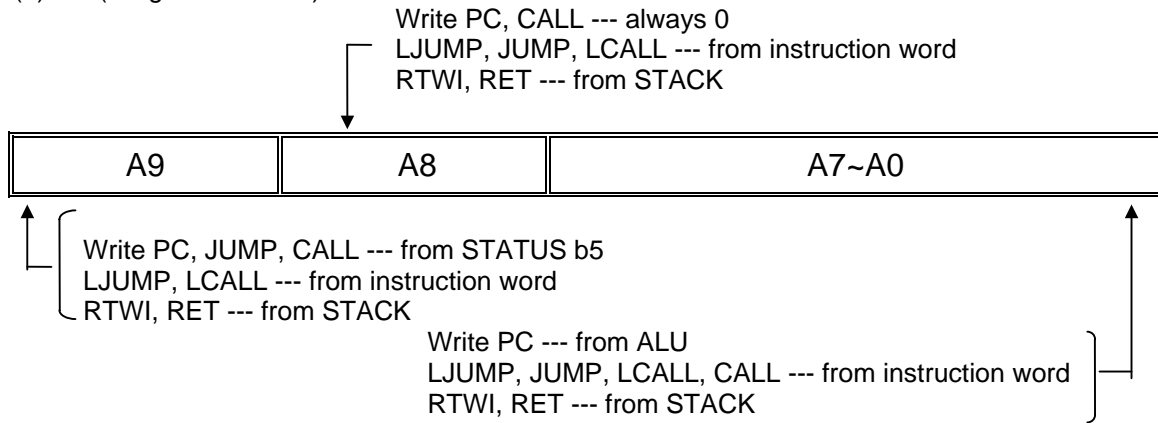 Write PC, CALL --- always 0
LJUMP, JUMP, LCALL --- from instruction word
RTWI, RET --- from STACK
A9 A8 A7~A0
Write PC, JUMP, CALL --- from STATUS b5
LJUMP, LCALL --- from instruction word
RTWI, RET --- from STACK
Write PC --- from ALU
LJUMP, JUMP, LCALL, CALL --- from instruction word
RTWI, RET --- from STACK